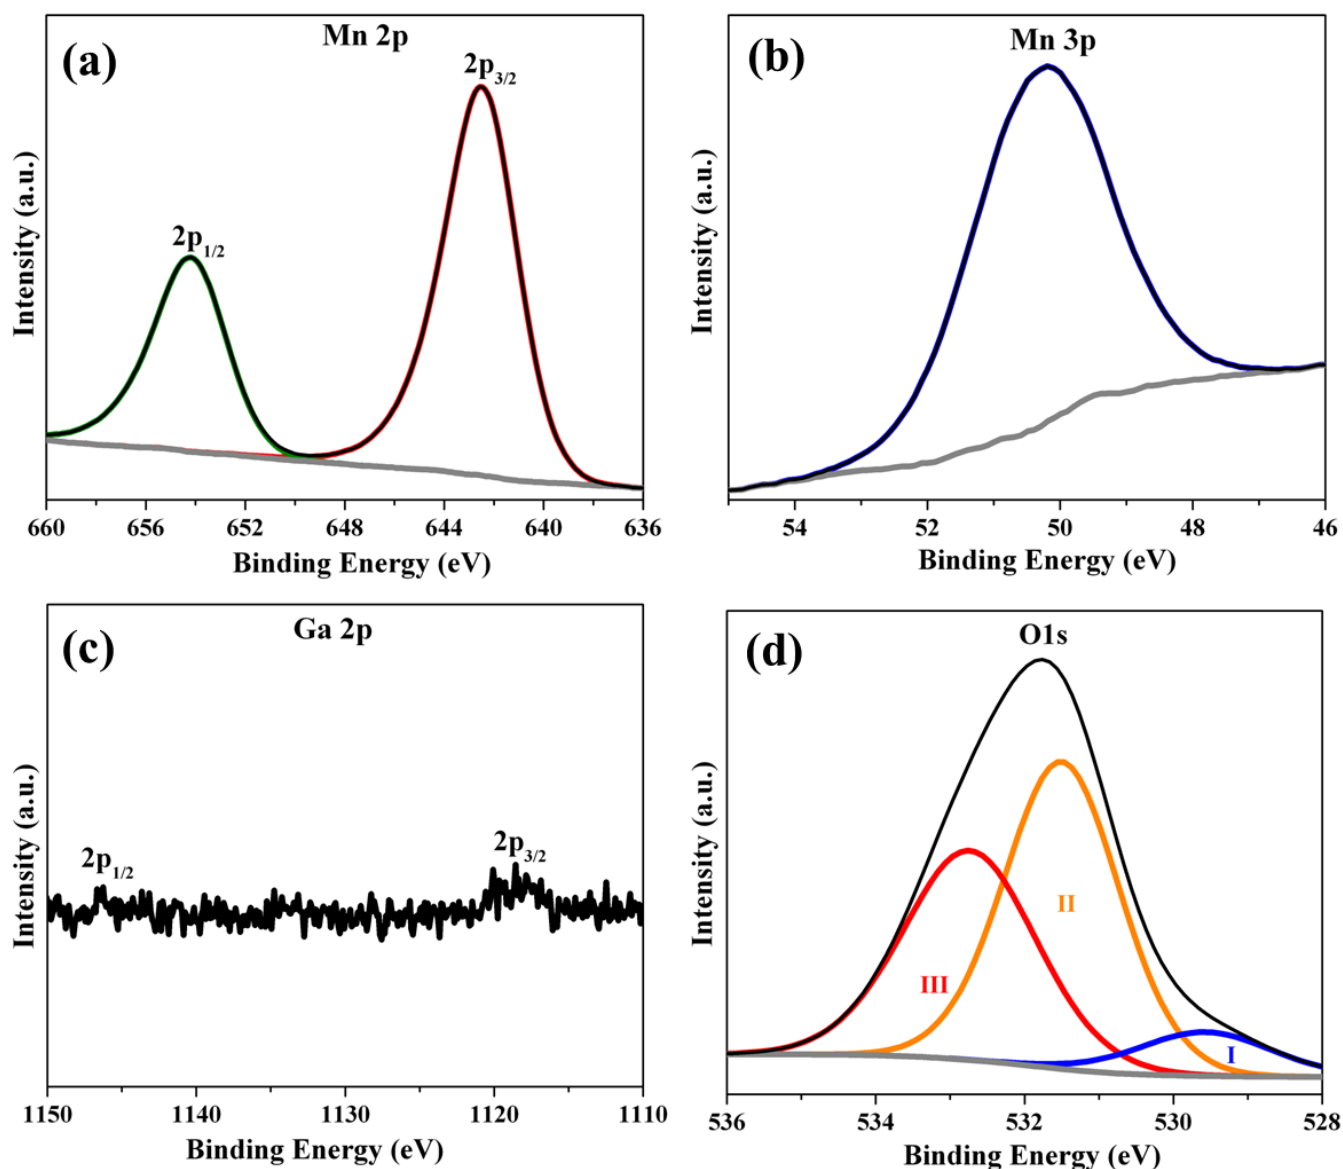 (a)
Mn 2p
2p3/2
2p1/2
Intensity (a.u.)
660 656 652 648 644 640 636
Binding Energy (eV)
(b)
Mn 3p
Intensity (a.u.)
54 52 50 48 46
Binding Energy (eV)
(c)
Ga 2p
2p1/2
2p3/2
Intensity (a.u.)
1150 1140 1130 1120 1110
Binding Energy (eV)
(d)
O1s
II
III
I
Intensity (a.u.)
536 534 532 530 528
Binding Energy (eV)